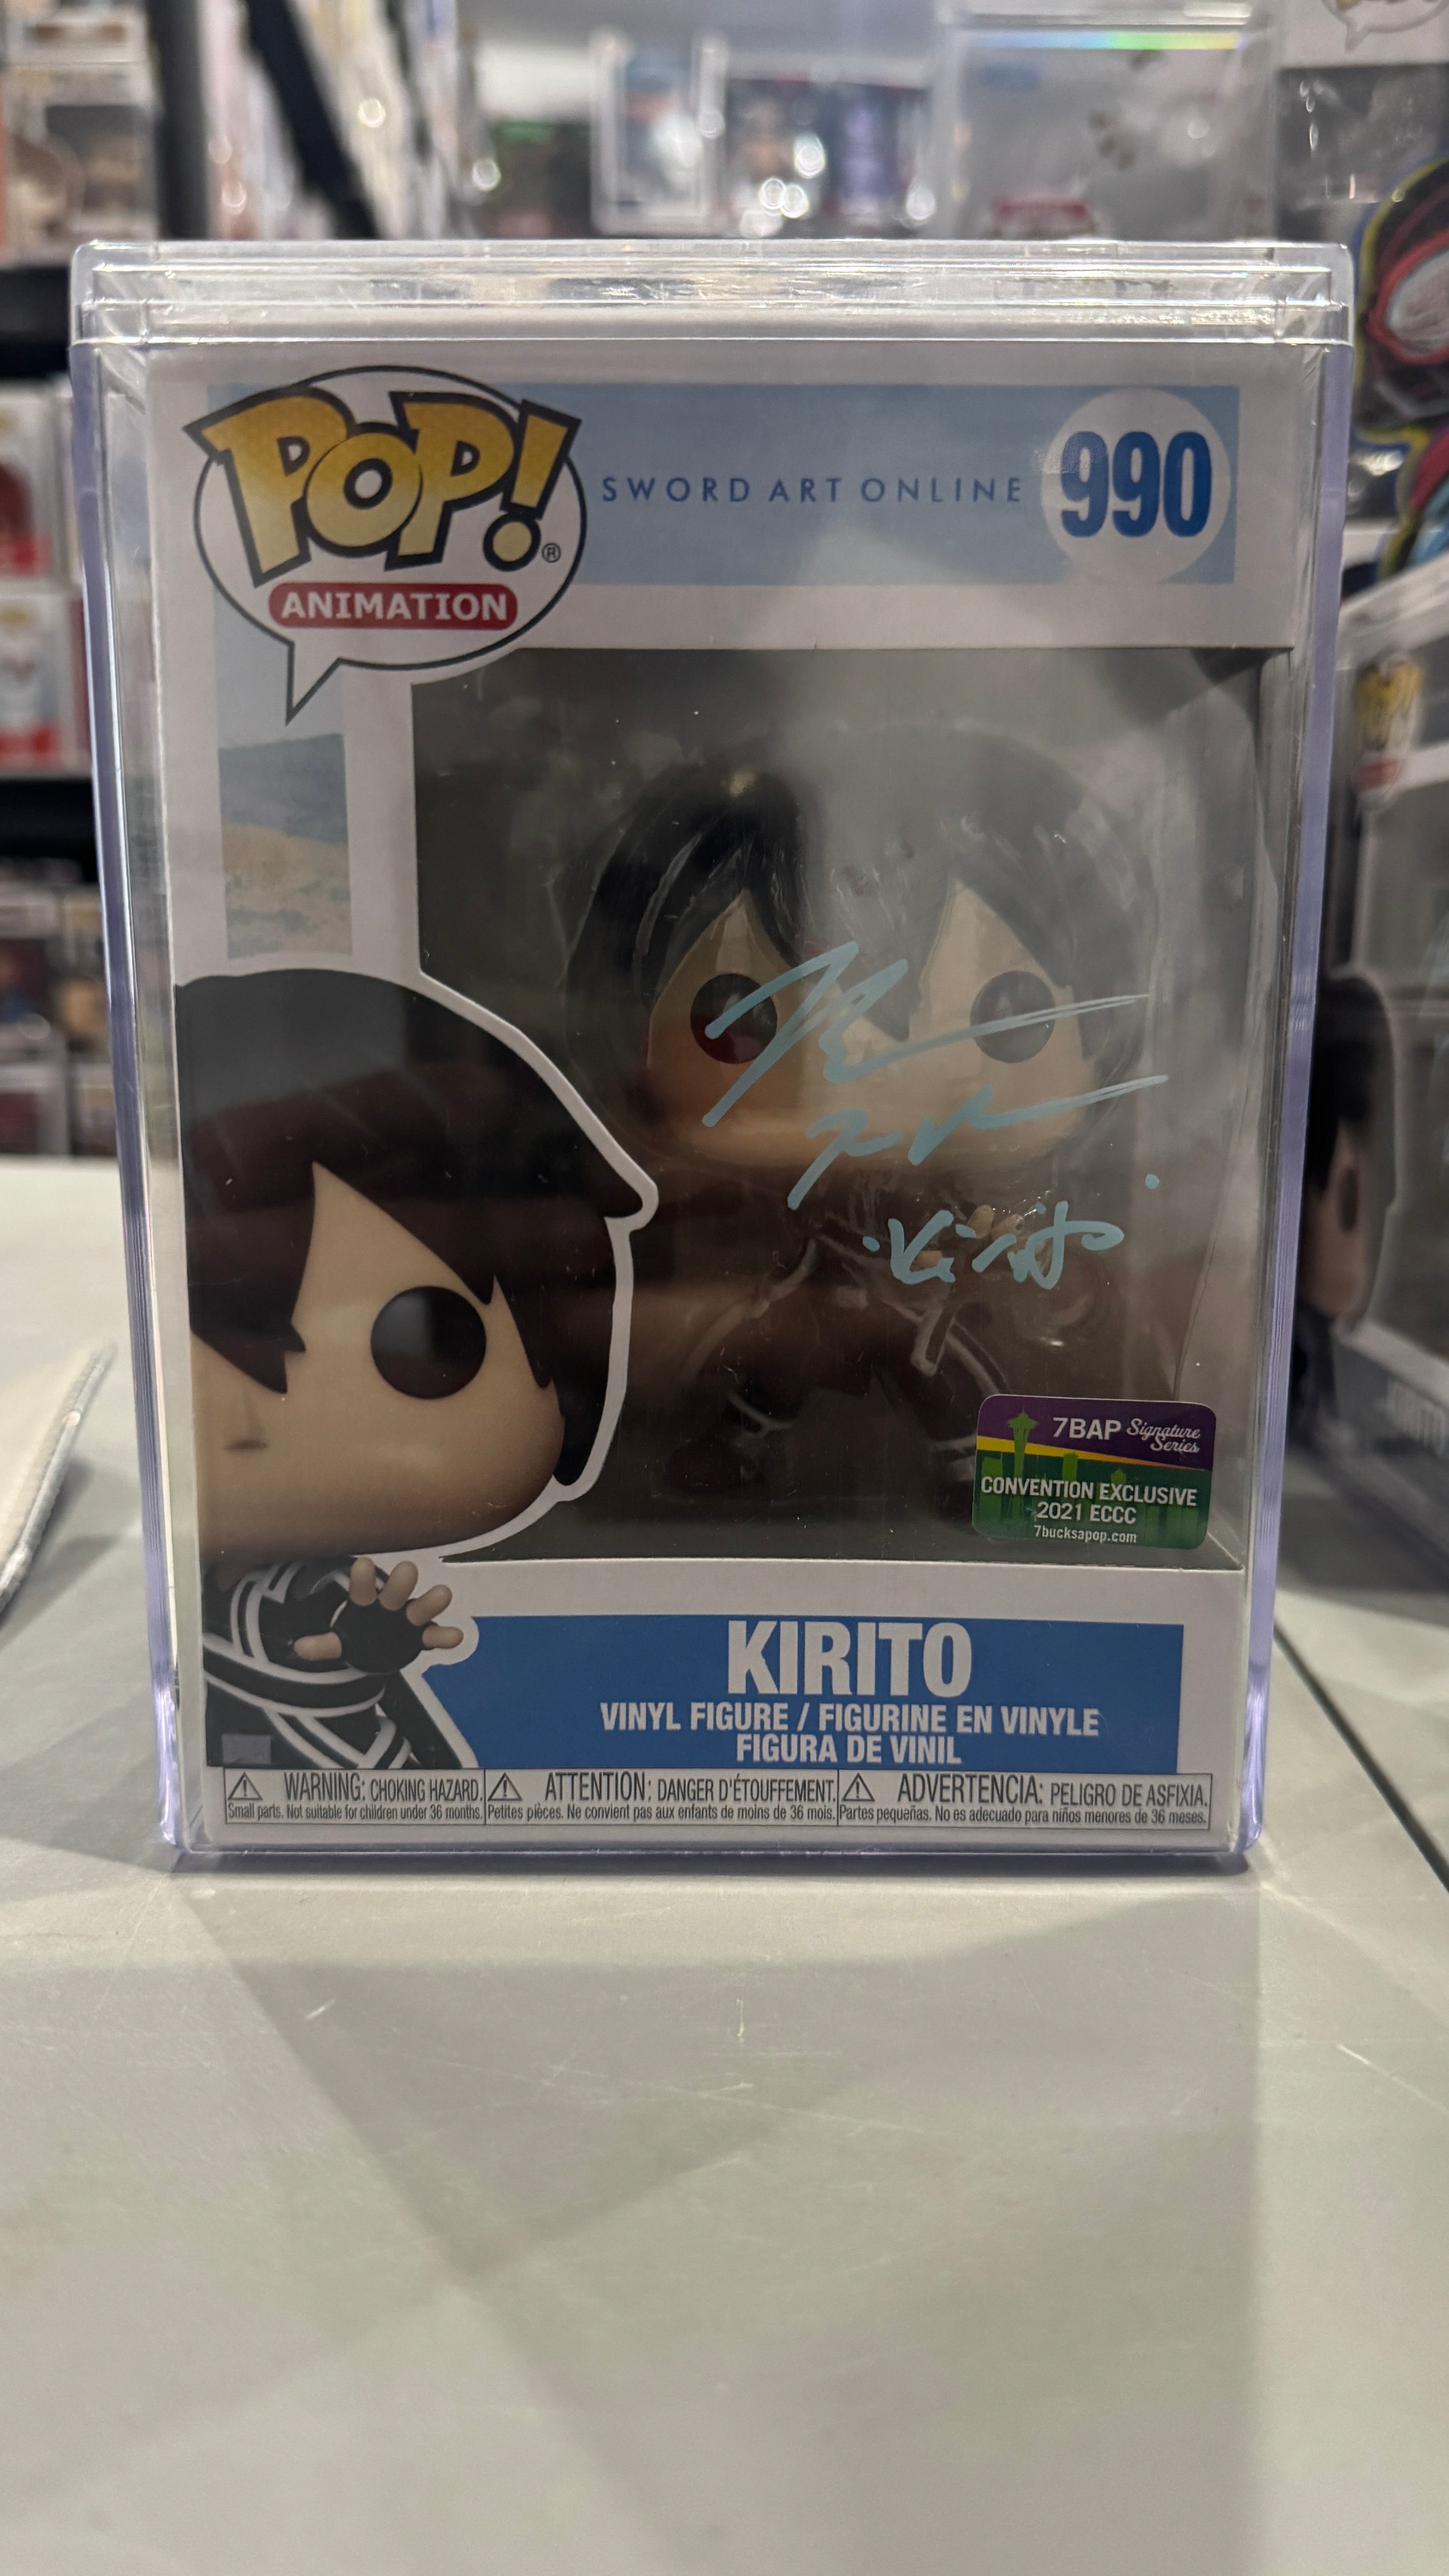 POP!®
ANIMATION
SWORD ART ONLINE
990
Kirito
7BAP Signature Series
CONVENTION EXCLUSIVE
2021 ECCC
7bucksapop.com
KIRITO
VINYL FIGURE / FIGURINE EN VINYLE
FIGURA DE VINIL
WARNING: CHOKING HAZARD.
Small parts. Not suitable for children under 36 months.
ATTENTION: DANGER D'ÉTOUFFEMENT.
Petites pièces. Ne convient pas aux enfants de moins de 36 mois.
ADVERTENCIA: PELIGRO DE ASFIXIA.
Partes pequeñas. No es adecuado para niños menores de 36 meses.